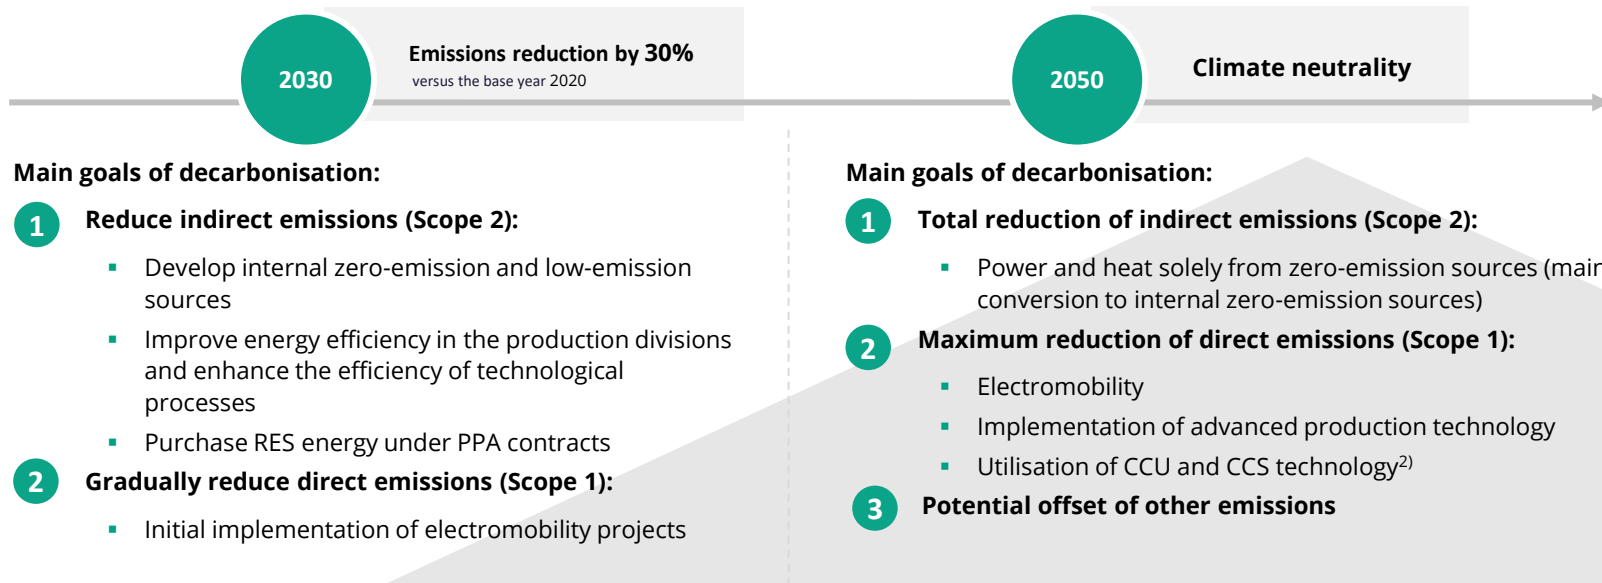 2030
Emissions reduction by 30%
versus the base year 2020
Main goals of decarbonisation:
1 Reduce indirect emissions (Scope 2):
▪ Develop internal zero-emission and low-emission
sources
▪ Improve energy efficiency in the production divisions
and enhance the efficiency of technological
processes
▪ Purchase RES energy under PPA contracts
2 Gradually reduce direct emissions (Scope 1):
▪ Initial implementation of electromobility projects
2050
Climate neutrality
Main goals of decarbonisation:
1 Total reduction of indirect emissions (Scope 2):
▪ Power and heat solely from zero-emission sources (main
conversion to internal zero-emission sources)
2 Maximum reduction of direct emissions (Scope 1):
▪ Electromobility
▪ Implementation of advanced production technology
▪ Utilisation of CCU and CCS technology2)
3 Potential offset of other emissions